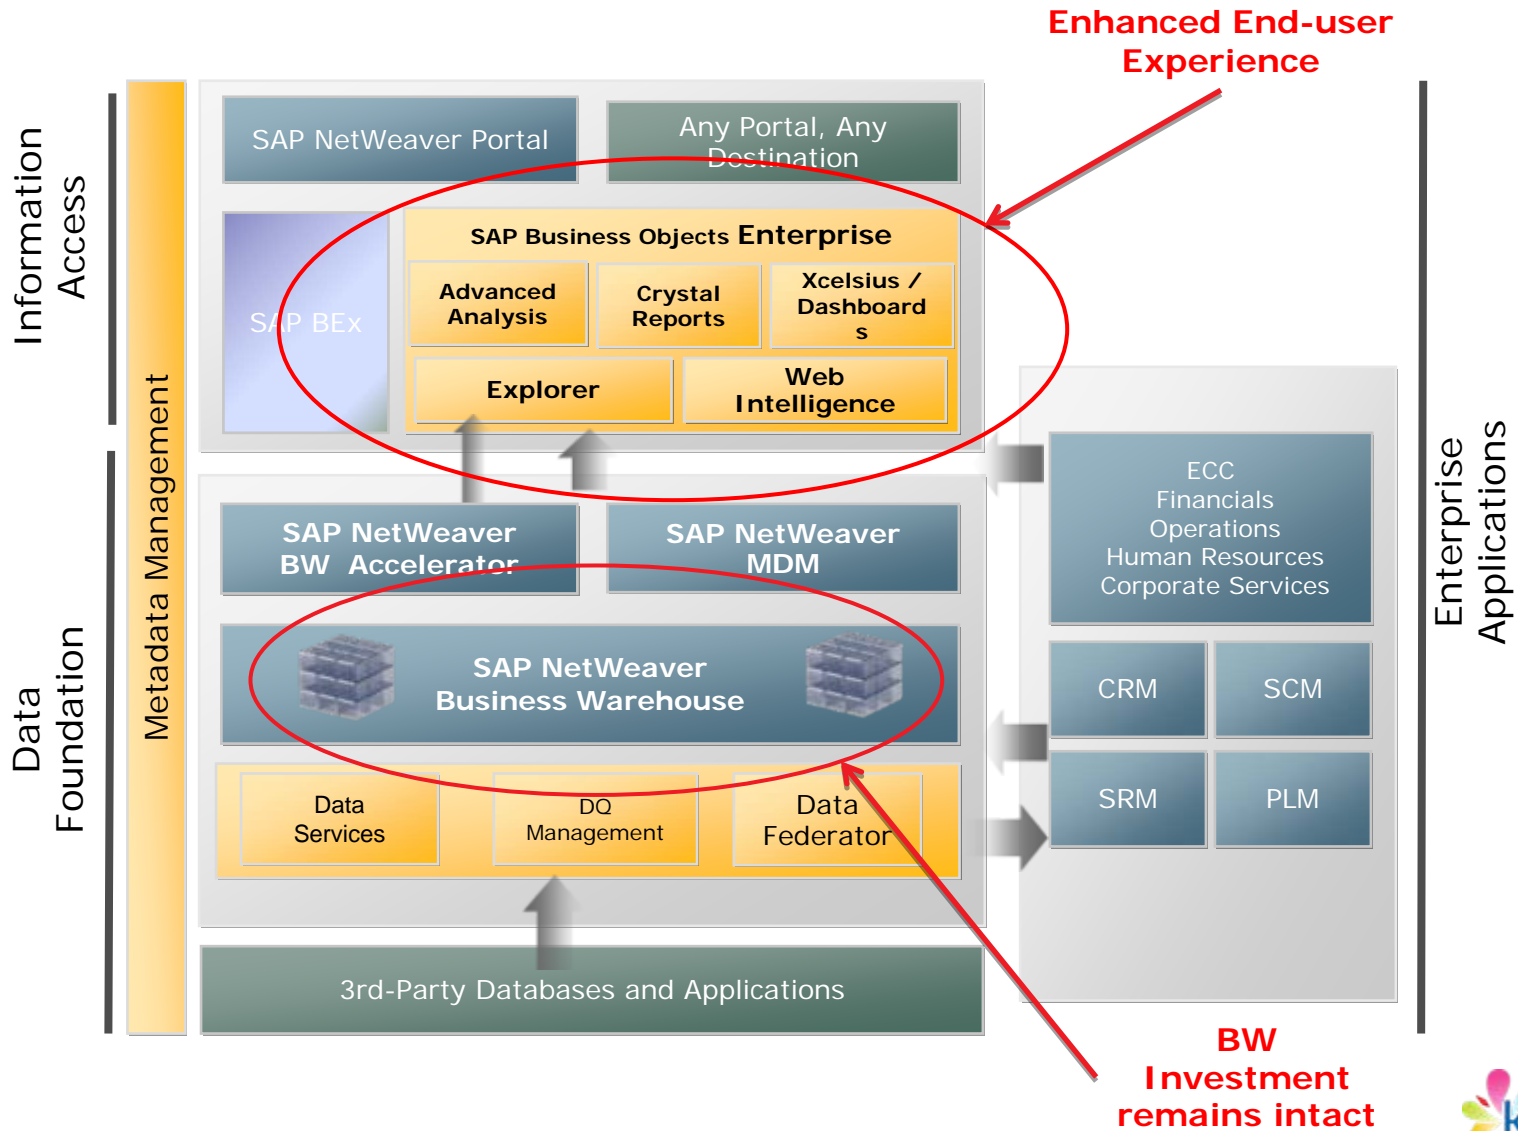 Enhanced End-user
Experience
Information
Access
Data
Foundation
Metadata Management
SAP NetWeaver Portal
Any Portal, Any
Destination
SAP BEx
SAP Business Objects Enterprise
Advanced
Analysis
Crystal
Reports
Xcelsius /
Dashboard
s
Explorer
Web
Intelligence
SAP NetWeaver
BW Accelerator
SAP NetWeaver
MDM
SAP NetWeaver
Business Warehouse
Data
Services
DQ
Management
Data
Federator
3rd-Party Databases and Applications
ECC
Financials
Operations
Human Resources
Corporate Services
CRM
SCM
SRM
PLM
Enterprise
Applications
BW
Investment
remains intact